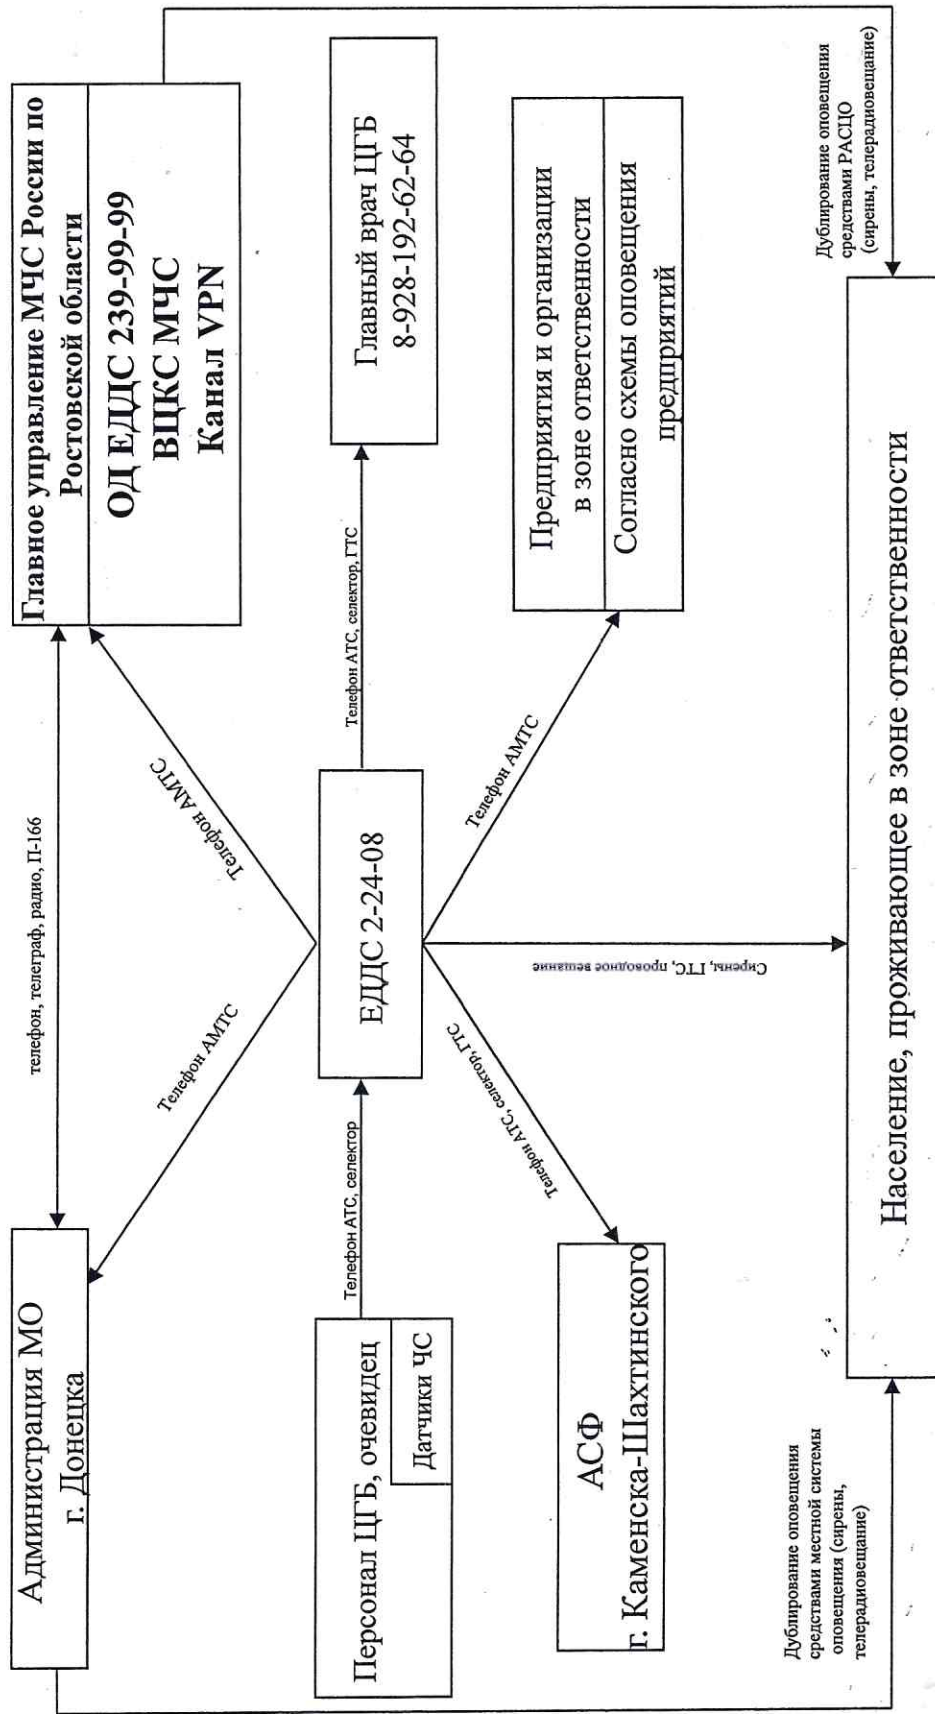 Администрация МО
г. Донецка
телефон, телеграф, радио, П-166
Главное управление МЧС России по
Ростовской области
ОД ЕДДС 239-99-99
ВЦКС МЧС
Канал VPN
Телефон АМТС
Телефон АМТС
Персонал ЦГБ, очевидец
Датчики ЧС
Телефон АТС, селектор
ЕДДС 2-24-08
Телефон АТС, селектор, ГТС
Главный врач ЦГБ
8-928-192-62-64
Телефон АТС, селектор, ГТС
Сирены, ГТС, проводное вещание
Телефон АМТС
АСФ
г. Каменска-Шахтинского
Предприятия и организации
в зоне ответственности
Согласно схемы оповещения
предприятий
Дублирование оповещения
средствами местной системы
оповещения (сирены,
телерадиовещание)
Дублирование оповещения
средствами РАСЦО
(сирены, телерадиовещание)
Население, проживающее в зоне ответственности